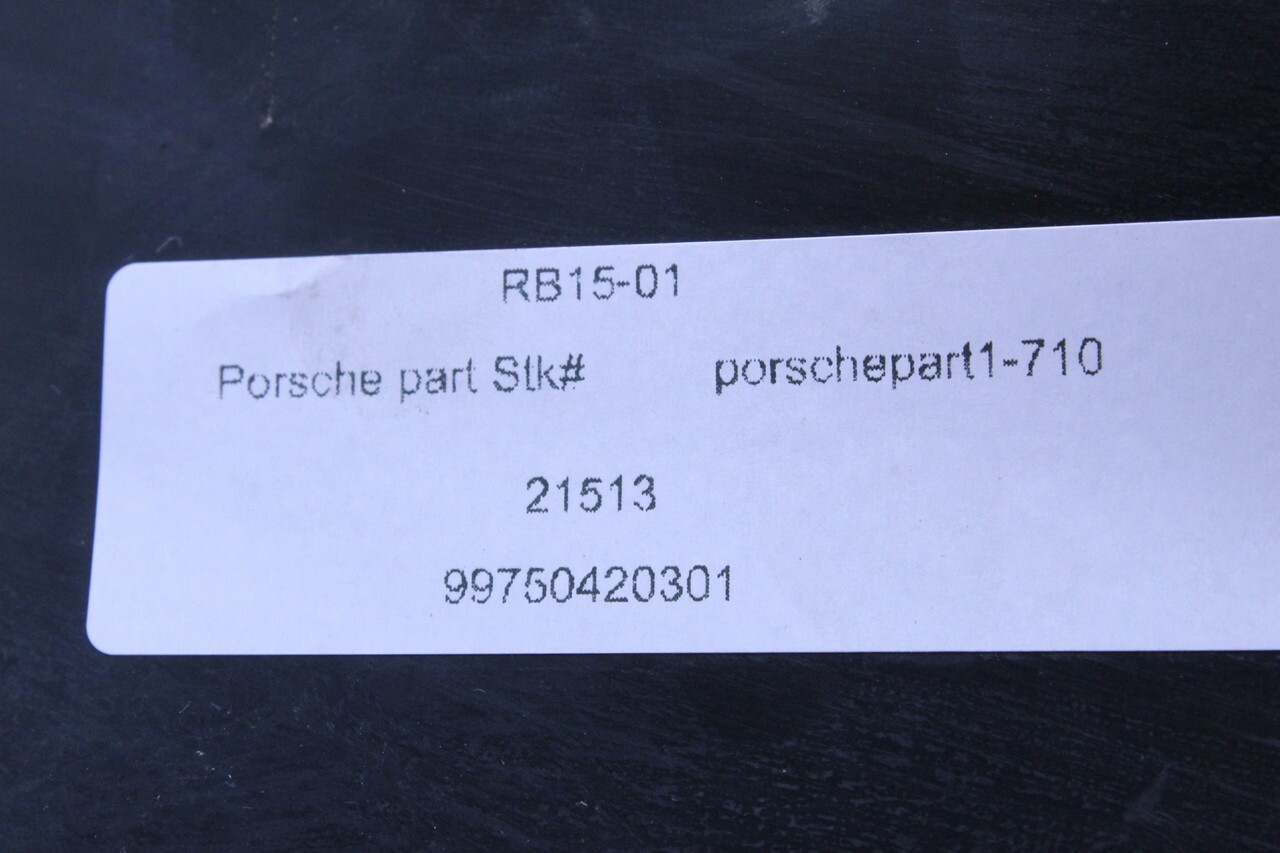 RB15-01
Porsche part Stk# porschepart1-710
21513
99750420301